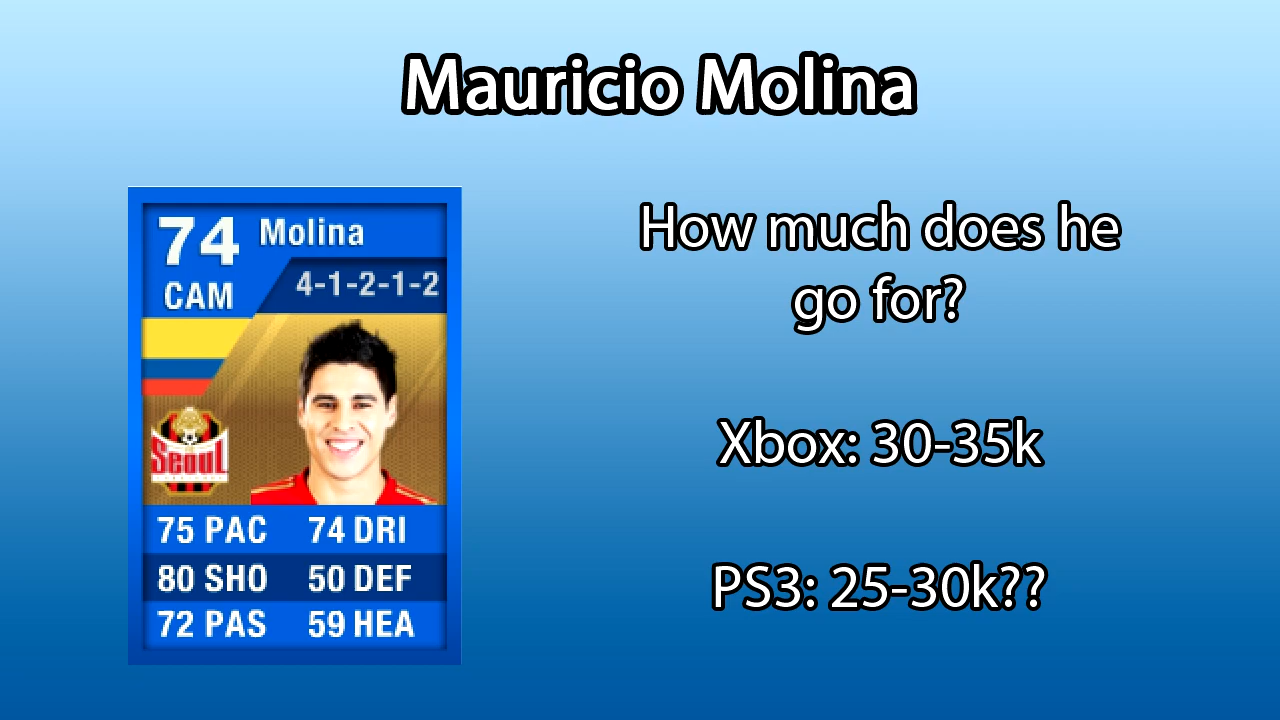 Mauricio Molina
74 Molina
CAM 4-1-2-1-2
Seoul
75 PAC 74 DRI
80 SHO 50 DEF
72 PAS 59 HEA
How much does he
go for?
Xbox: 30-35k
PS3: 25-30k??